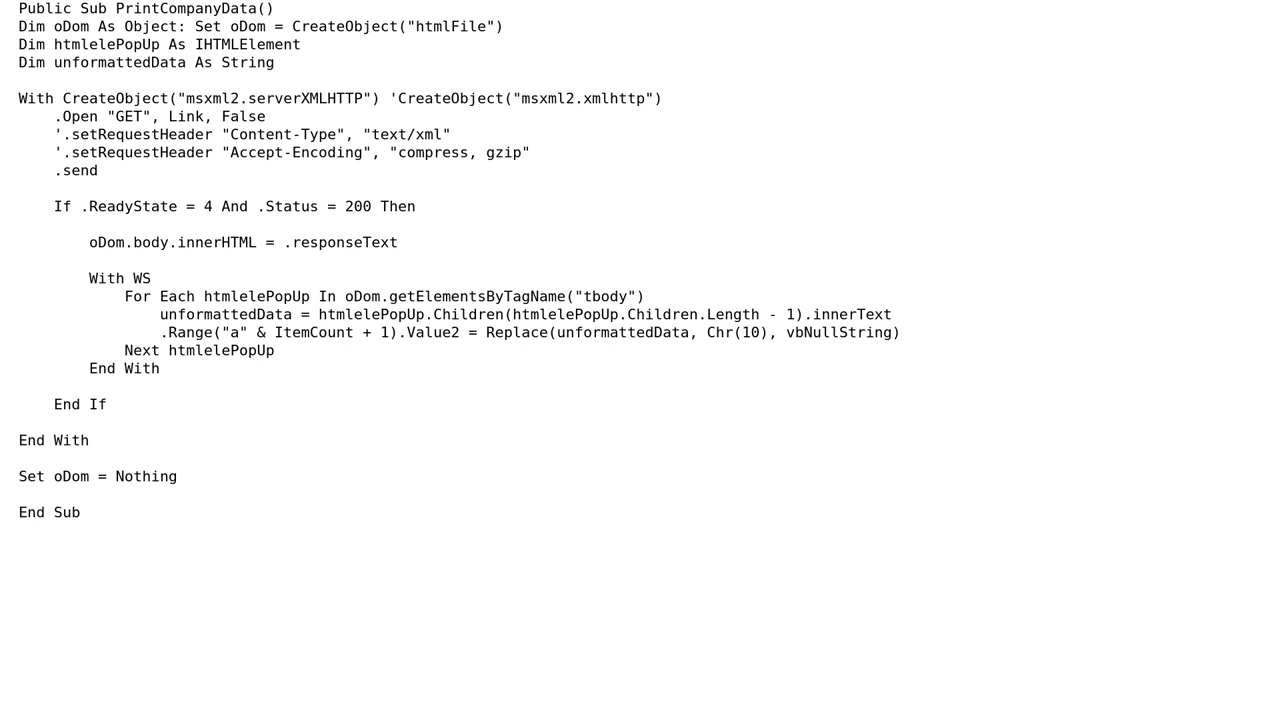 Public Sub PrintCompanyData()
Dim oDom As Object: Set oDom = CreateObject("htmlFile")
Dim htmlelePopUp As IHTMLElement
Dim unformattedData As String

With CreateObject("msxml2.serverXMLHTTP") 'CreateObject("msxml2.xmlhttp")
    .Open "GET", Link, False
    '.setRequestHeader "Content-Type", "text/xml"
    '.setRequestHeader "Accept-Encoding", "compress, gzip"
    .send

    If .ReadyState = 4 And .Status = 200 Then

        oDom.body.innerHTML = .responseText

        With WS
            For Each htmlelePopUp In oDom.getElementsByTagName("tbody")
                unformattedData = htmlelePopUp.Children(htmlelePopUp.Children.Length - 1).innerText
                .Range("a" & ItemCount + 1).Value2 = Replace(unformattedData, Chr(10), vbNullString)
            Next htmlelePopUp
        End With

    End If

End With

Set oDom = Nothing

End Sub